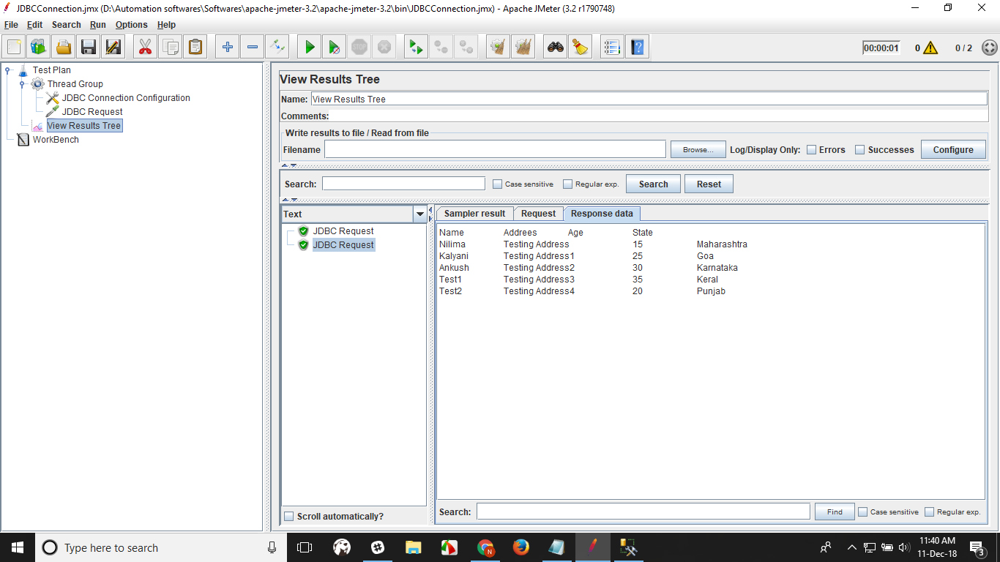 JDBCConnection.jmx (D:\Automation softwares\Softwares\apache-jmeter-3.2\apache-jmeter-3.2\bin\JDBCConnection.jmx) - Apache JMeter (3.2 r1790748)
File Edit Search Run Options Help
00:00:01 0 0 / 2
Test Plan
Thread Group
JDBC Connection Configuration
JDBC Request
View Results Tree
WorkBench
View Results Tree
Name: View Results Tree
Comments:
Write results to file / Read from file
Filename Browse... Log/Display Only: Errors Successes Configure
Search: Case sensitive Regular exp. Search Reset
Text
JDBC Request
JDBC Request
Scroll automatically?
Sampler result Request Response data
Name Addrees Age State
Nilima Testing Address 15 Maharashtra
Kalyani Testing Address1 25 Goa
Ankush Testing Address2 30 Karnataka
Test1 Testing Address3 35 Keral
Test2 Testing Address4 20 Punjab
Search: Find Case sensitive Regular exp.
Type here to search
11:40 AM
11-Dec-18
3